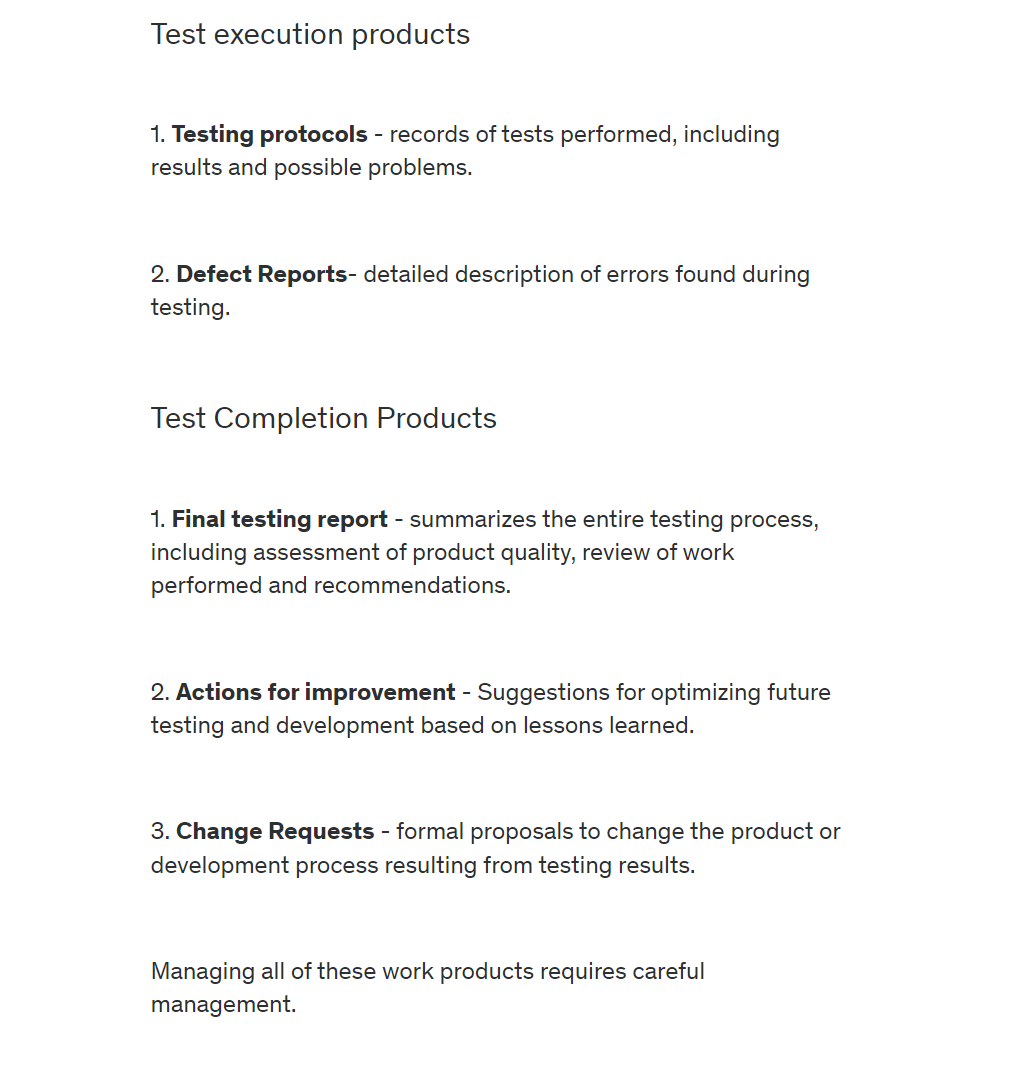 Test execution products
1. Testing protocols - records of tests performed, including
results and possible problems.
2. Defect Reports- detailed description of errors found during
testing.
Test Completion Products
1. Final testing report - summarizes the entire testing process,
including assessment of product quality, review of work
performed and recommendations.
2. Actions for improvement - Suggestions for optimizing future
testing and development based on lessons learned.
3. Change Requests - formal proposals to change the product or
development process resulting from testing results.
Managing all of these work products requires careful
management.